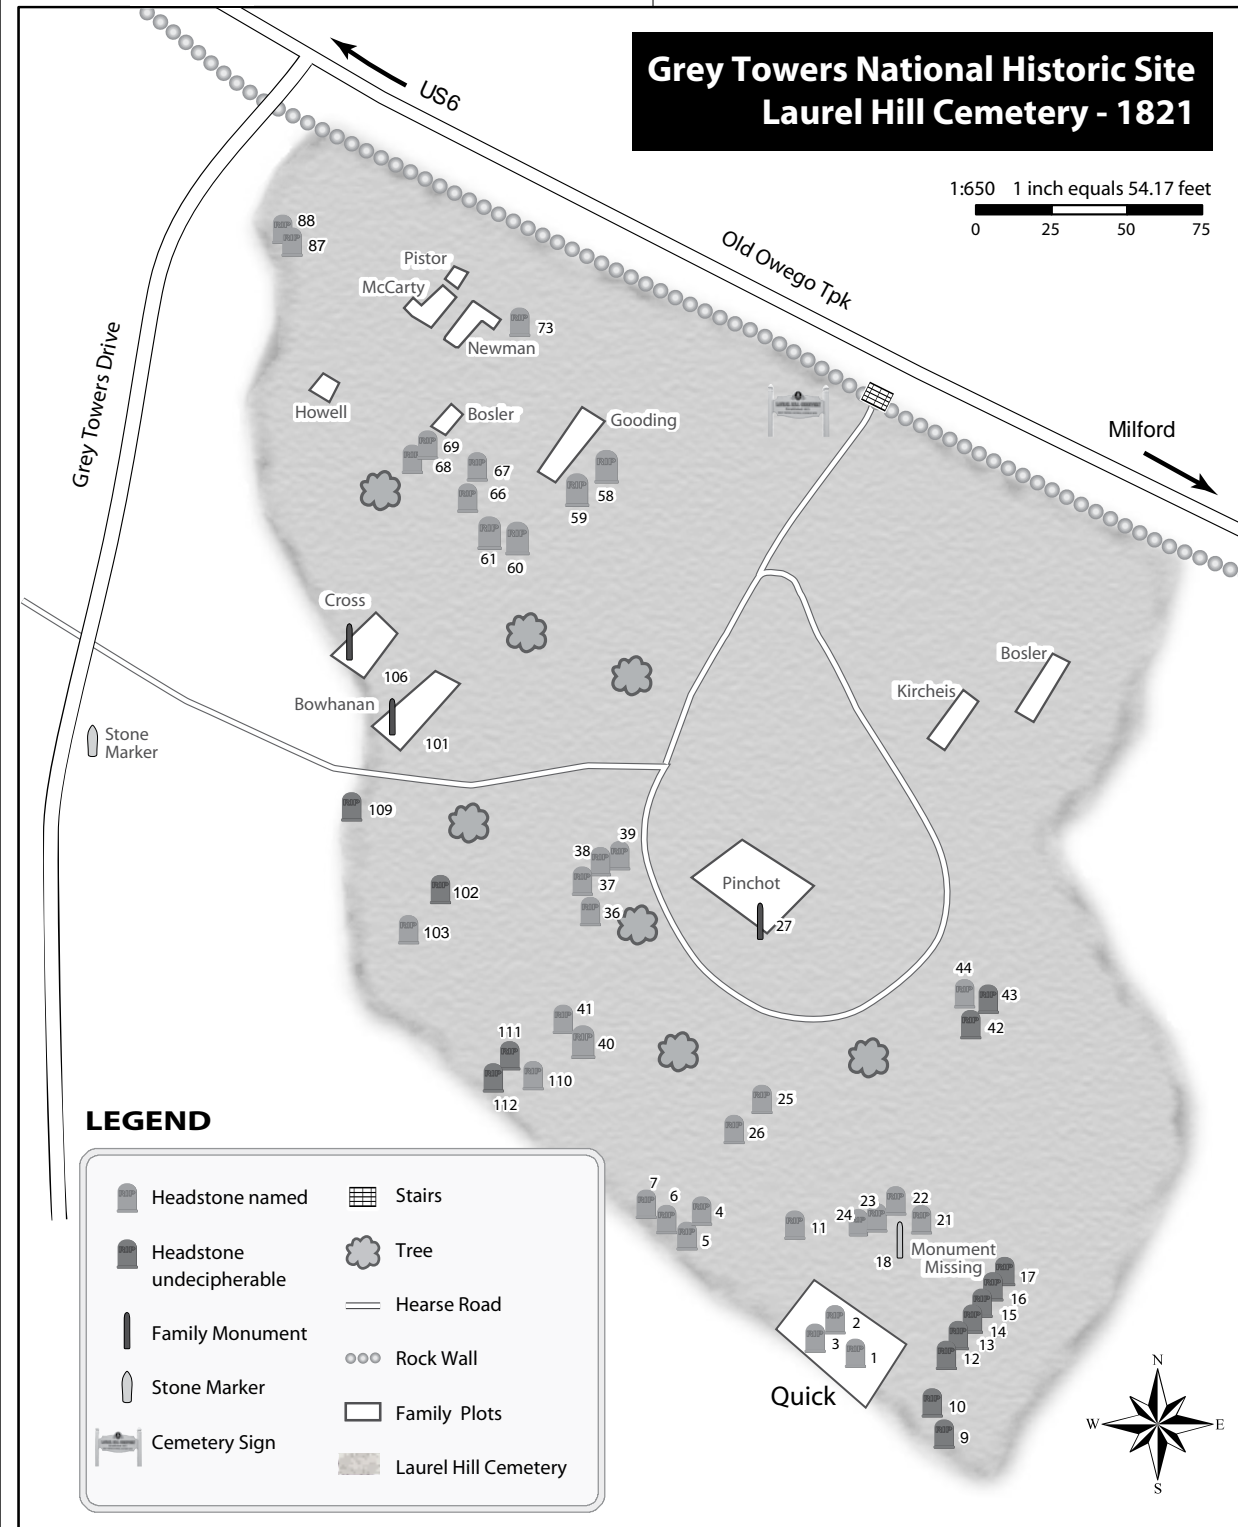 Grey Towers National Historic Site
Laurel Hill Cemetery - 1821
US6
1:650 1 inch equals 54.17 feet
0 25 50 75
Old Owego Tpk
Milford
Grey Towers Drive
88
87
Pistor
McCarty
73
Newman
Howell
Bosler
Gooding
69
68
67
66
58
59
61
60
Cross
106
Bowhanan
101
Bosler
Kircheis
Stone
Marker
109
39
38
37
36
102
103
Pinchot
27
44
43
42
41
40
111
110
112
25
26
7
6
4
5
11
24
23
22
21
18
Monument
Missing
17
16
15
14
13
12
2
3
1
Quick
10
9
N
W
E
S
LEGEND
Headstone named
Headstone
undecipherable
Family Monument
Stone Marker
Cemetery Sign
Stairs
Tree
Hearse Road
Rock Wall
Family Plots
Laurel Hill Cemetery